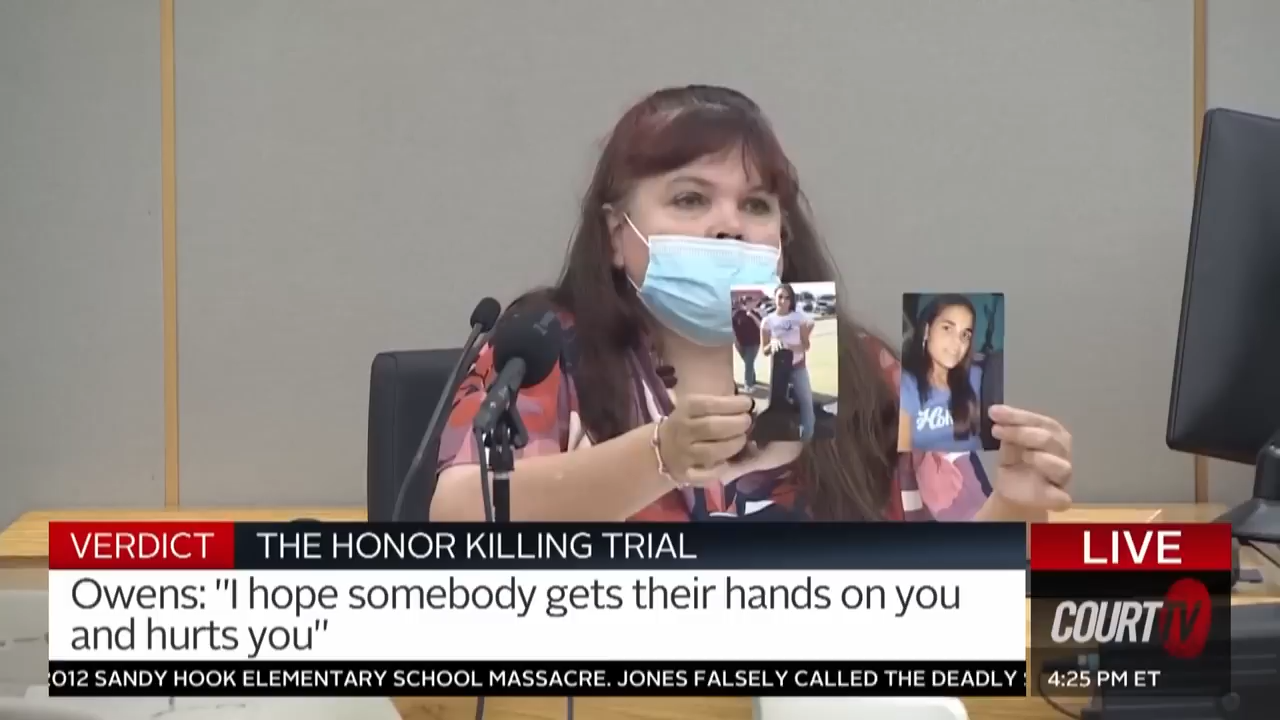 VERDICT
THE HONOR KILLING TRIAL
LIVE
Owens: "I hope somebody gets their hands on you
and hurts you"
COURT TV
2012 SANDY HOOK ELEMENTARY SCHOOL MASSACRE. JONES FALSELY CALLED THE DEADLY
4:25 PM ET